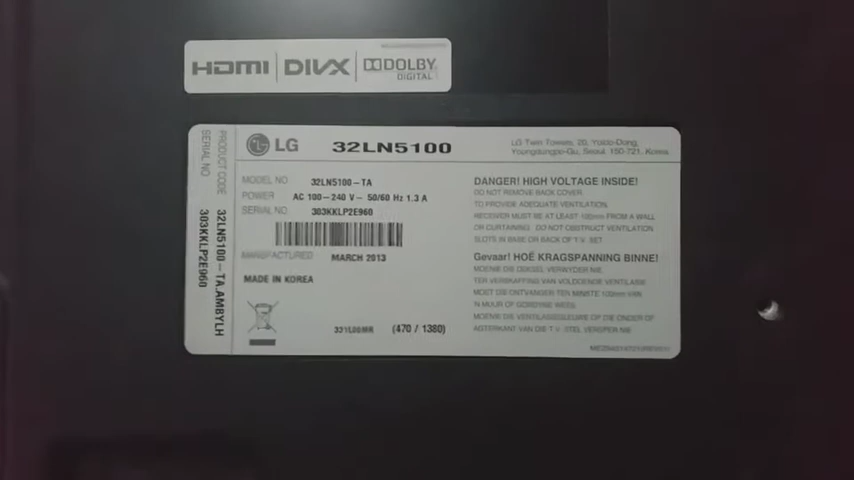 HDMI DIVX DOLBY
DIGITAL
LG 32LN5100
LG Twin Towers, 20, Yoido-Dong,
Youngdungpo-Gu, Seoul, 150-721, Korea
PRODUCT CODE 32LN5100-TA.AMBYLH
SERIAL NO 303KKLP2E960
MODEL NO 32LN5100-TA
POWER AC 100-240 V~ 50/60 Hz 1.3 A
SERIAL NO 303KKLP2E960
MANUFACTURED MARCH 2013
MADE IN KOREA
(470 / 1380)
DANGER! HIGH VOLTAGE INSIDE!
DO NOT REMOVE BACK COVER.
TO PROVIDE ADEQUATE VENTILATION,
RECEIVER MUST BE AT LEAST 100mm FROM A WALL
OR CURTAINING. DO NOT OBSTRUCT VENTILATION
SLOTS IN BASE OR BACK OF T.V. SET
Gevaar! HOË KRAGSPANNING BINNE!
MOENIE DIE DEKSEL VERWYDER NIE.
TER VERSKAFFING VAN VOLDOENDE VENTILASIE,
MOET DIE ONTVANGER TEN MINSTE 100mm VAN
'N MUUR OF GORDYNE WEES.
MOENIE DIE VENTILASIEGLEUWE OP DIE ONDER OF
AGTERKANT VAN DIE T.V. STEL VERSPER NIE.